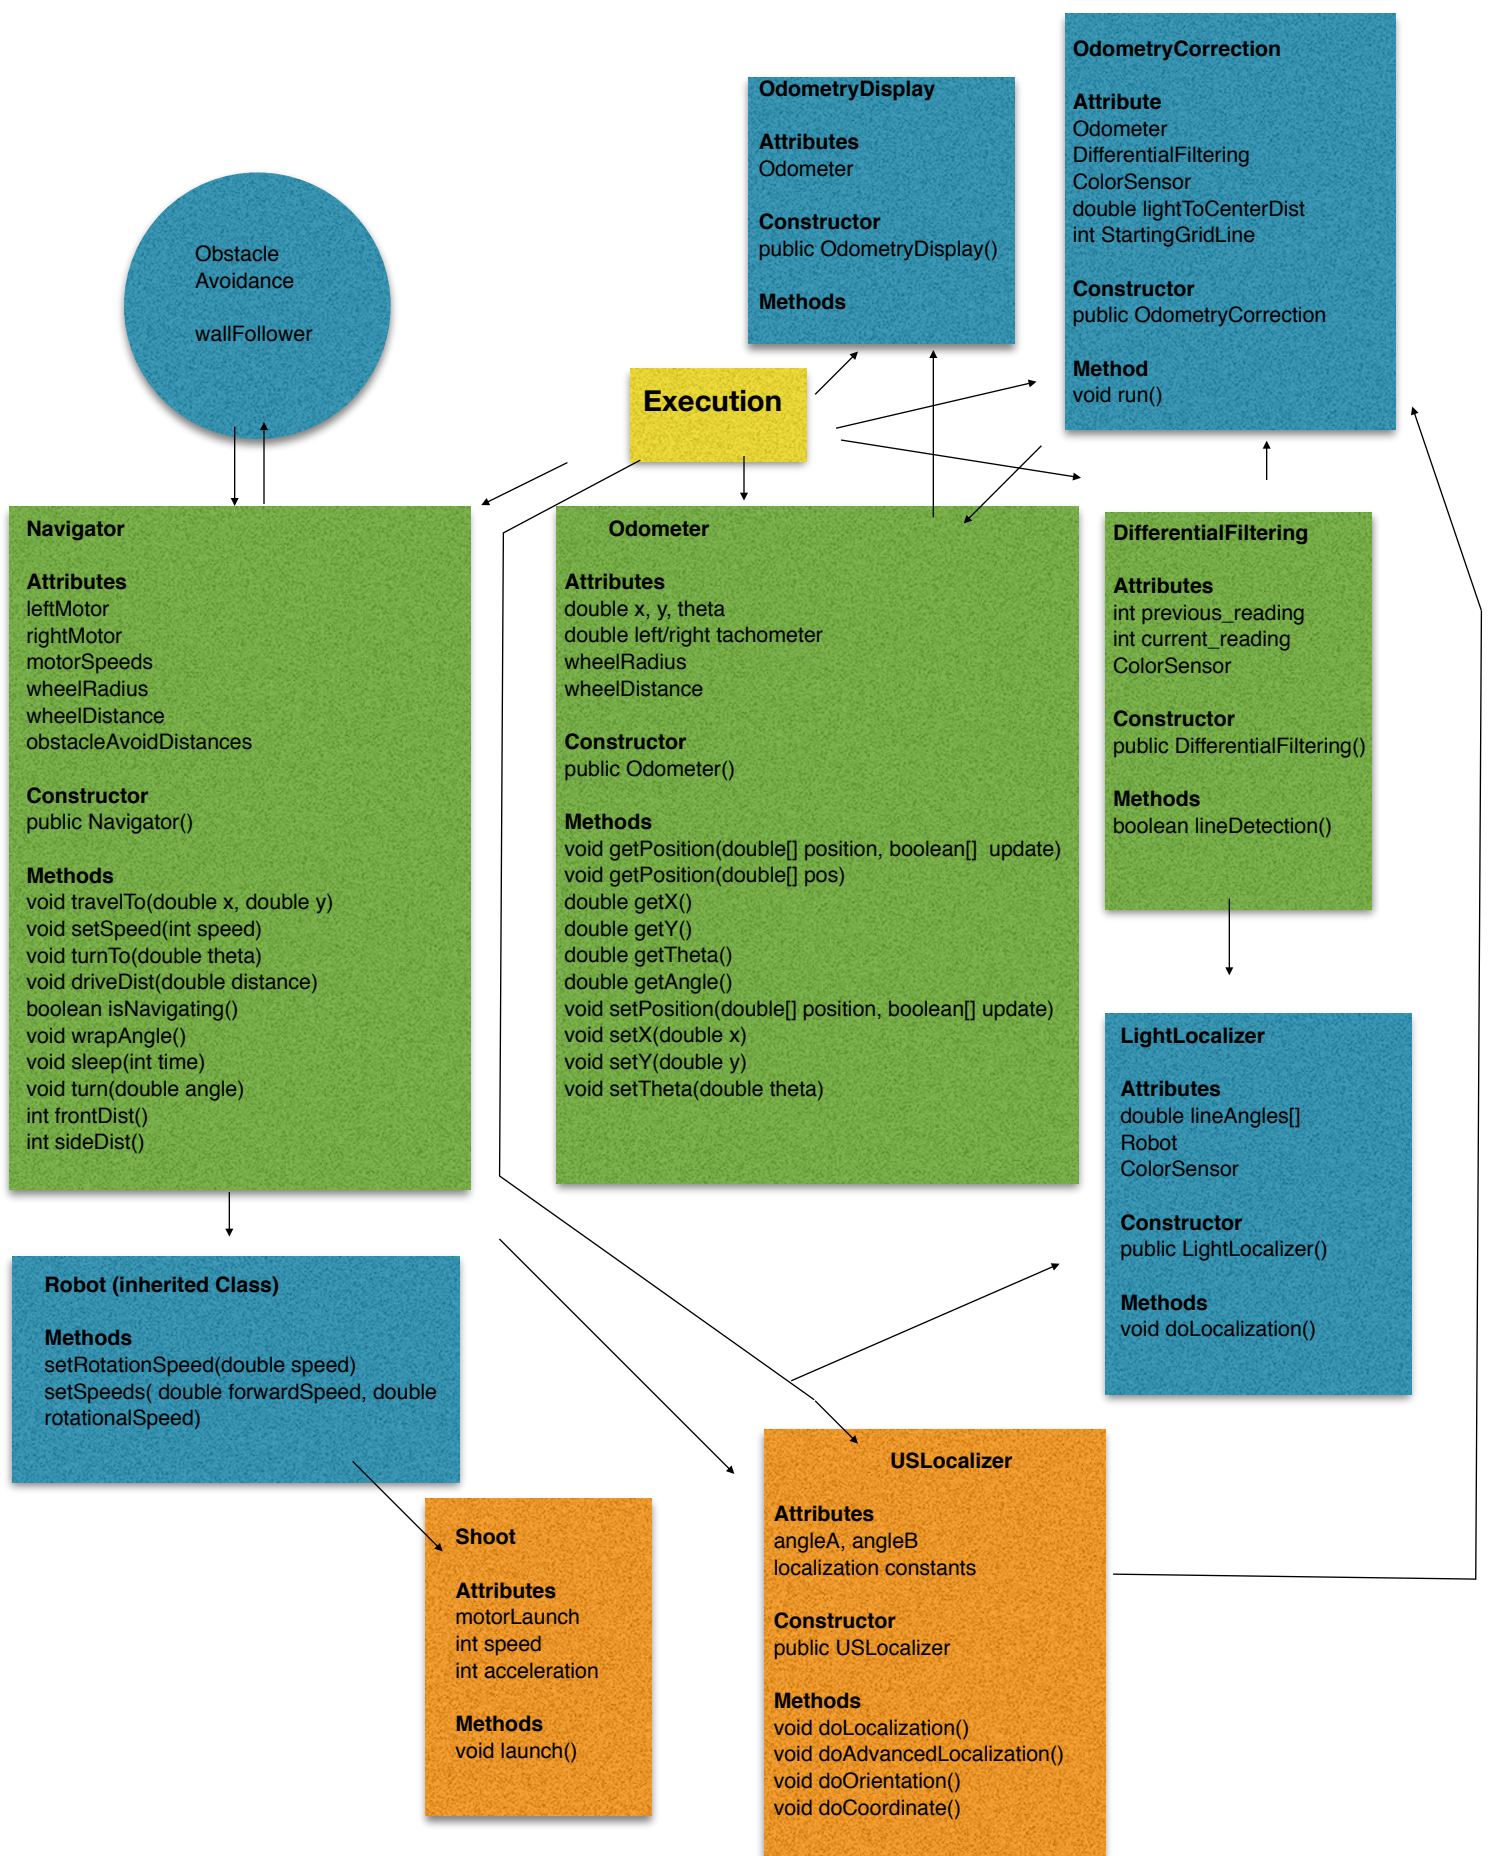 OdometryCorrection
Attribute
Odometer
DifferentialFiltering
ColorSensor
double lightToCenterDist
int StartingGridLine
Constructor
public OdometryCorrection
Method
void run()
OdometryDisplay
Attributes
Odometer
Constructor
public OdometryDisplay()
Methods
Obstacle
Avoidance
wallFollower
Execution
Navigator
Attributes
leftMotor
rightMotor
motorSpeeds
wheelRadius
wheelDistance
obstacleAvoidDistances
Constructor
public Navigator()
Methods
void travelTo(double x, double y)
void setSpeed(int speed)
void turnTo(double theta)
void driveDist(double distance)
boolean isNavigating()
void wrapAngle()
void sleep(int time)
void turn(double angle)
int frontDist()
int sideDist()
Odometer
Attributes
double x, y, theta
double left/right tachometer
wheelRadius
wheelDistance
Constructor
public Odometer()
Methods
void getPosition(double[] position, boolean[]  update)
void getPosition(double[] pos)
double getX()
double getY()
double getTheta()
double getAngle()
void setPosition(double[] position, boolean[] update)
void setX(double x)
void setY(double y)
void setTheta(double theta)
DifferentialFiltering
Attributes
int previous_reading
int current_reading
ColorSensor
Constructor
public DifferentialFiltering()
Methods
boolean lineDetection()
LightLocalizer
Attributes
double lineAngles[]
Robot
ColorSensor
Constructor
public LightLocalizer()
Methods
void doLocalization()
Robot (inherited Class)
Methods
setRotationSpeed(double speed)
setSpeeds( double forwardSpeed, double
rotationalSpeed)
Shoot
Attributes
motorLaunch
int speed
int acceleration
Methods
void launch()
USLocalizer
Attributes
angleA, angleB
localization constants
Constructor
public USLocalizer
Methods
void doLocalization()
void doAdvancedLocalization()
void doOrientation()
void doCoordinate()